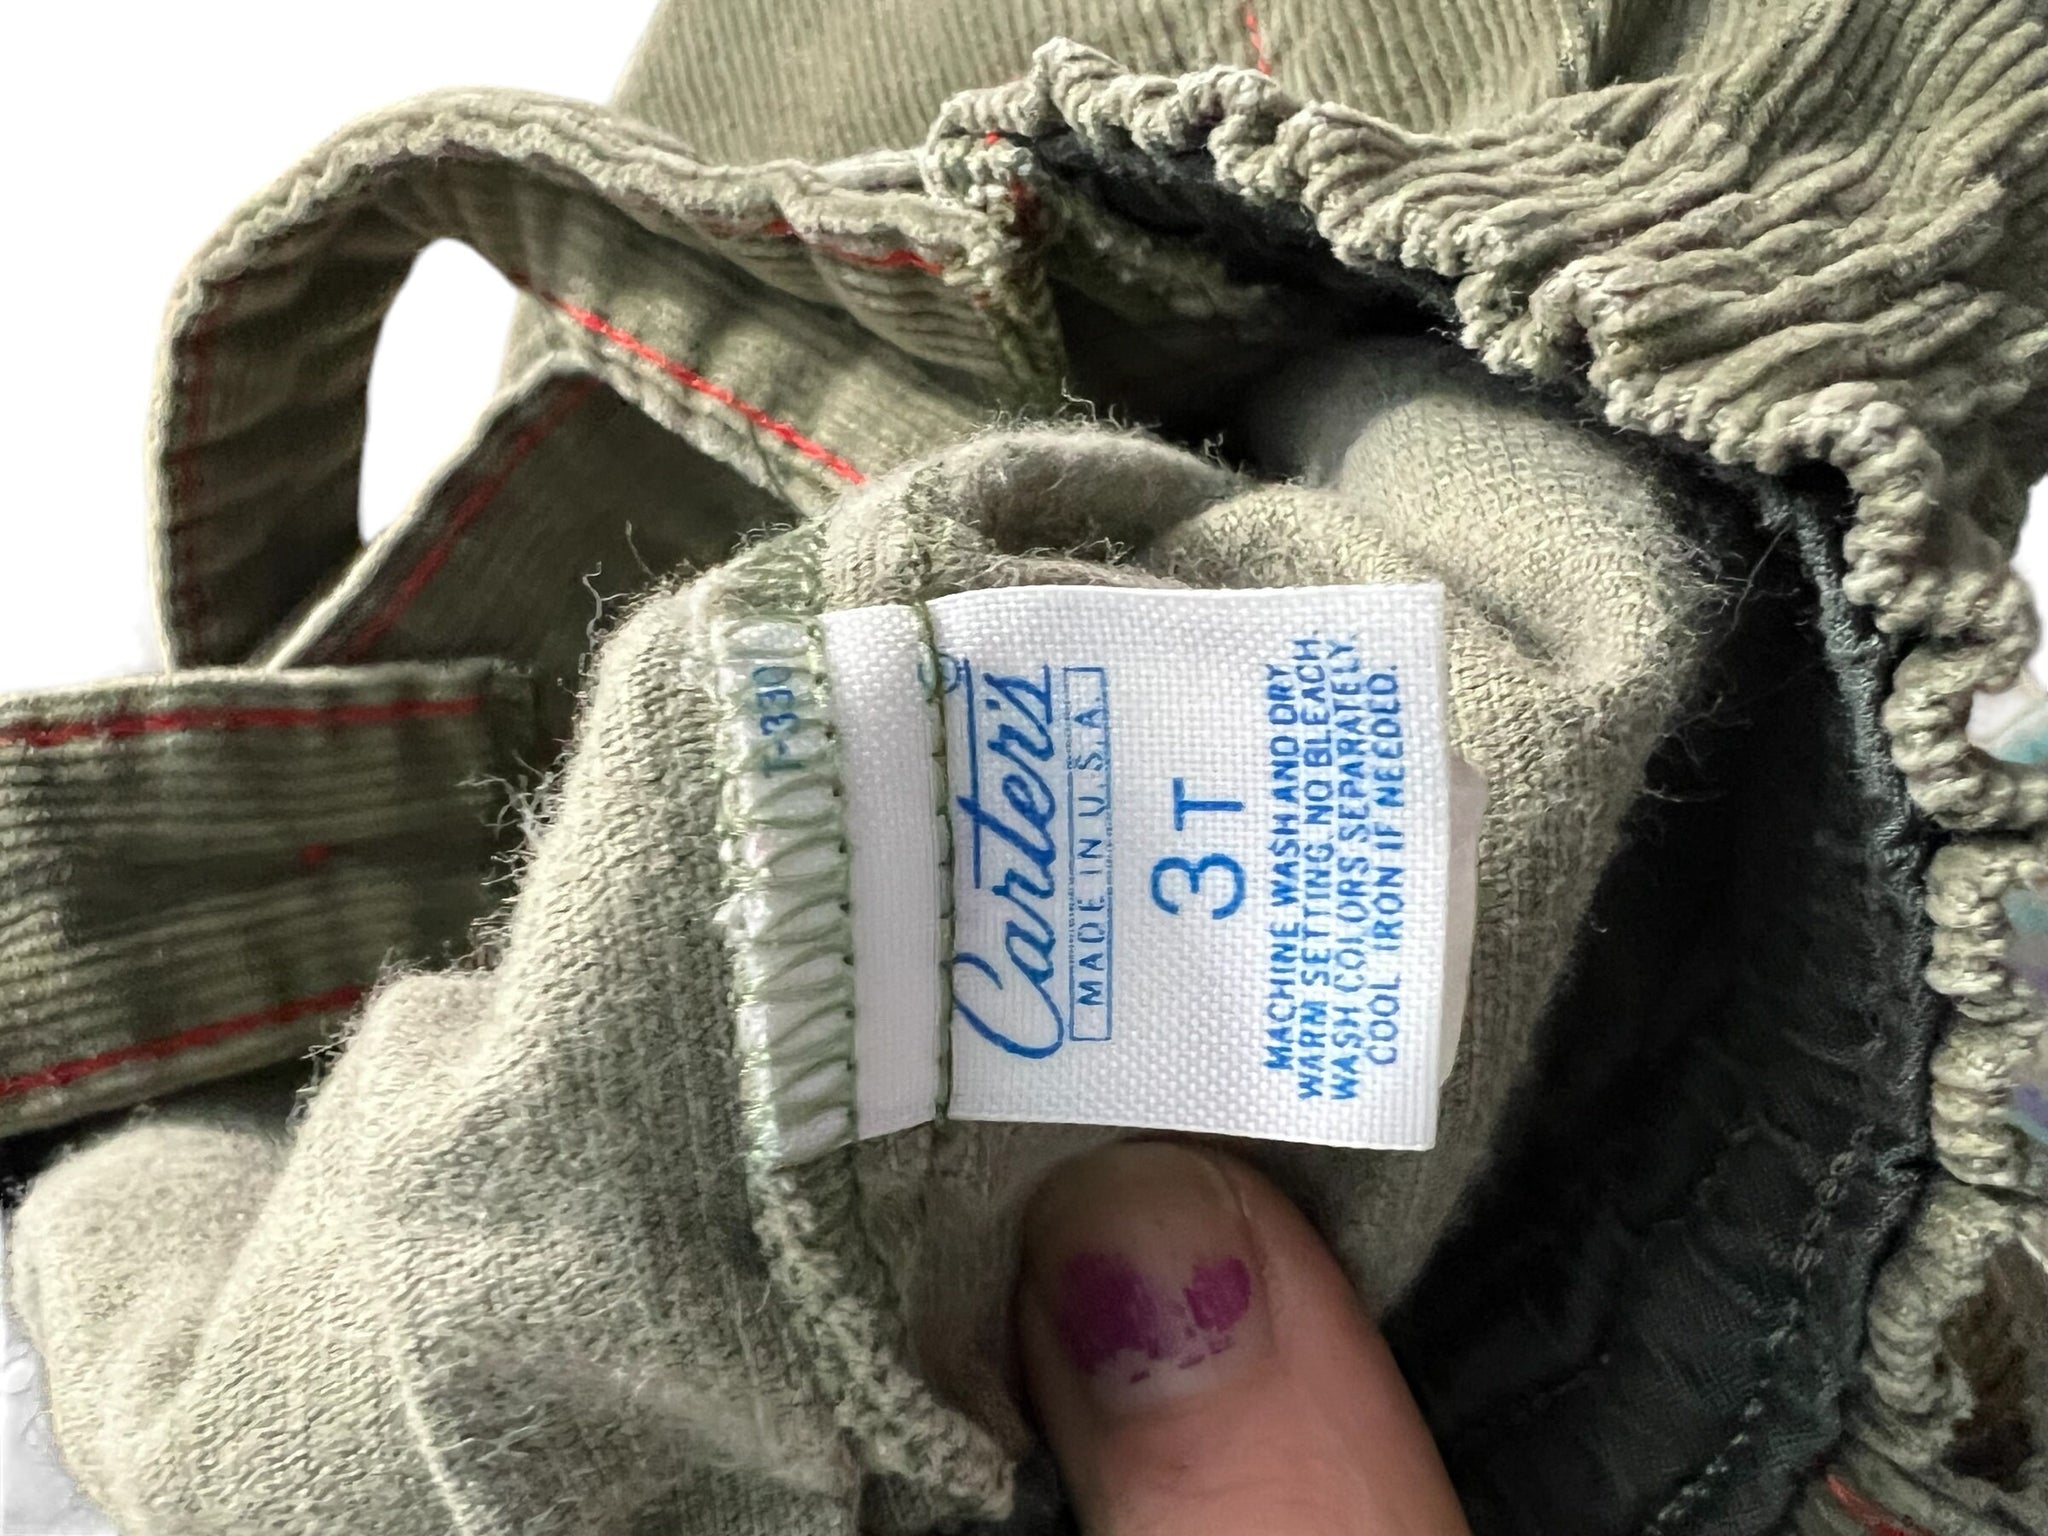 T-330
Carter's
MADE IN U.S.A.
3T
MACHINE WASH AND DRY
WARM SETTING. NO BLEACH.
WASH COLORS SEPARATELY.
COOL IRON IF NEEDED.